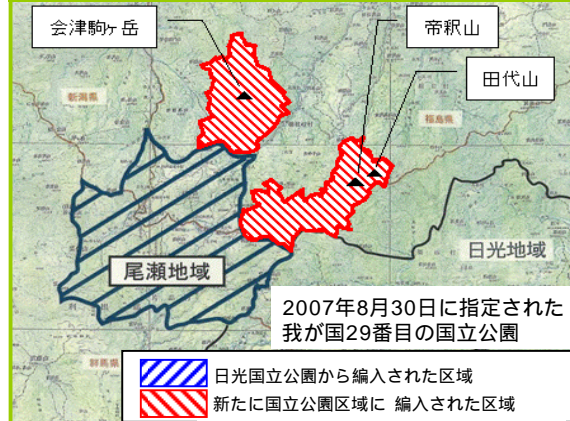 会津駒ヶ岳
帝釈山
田代山
新潟県
福島県
尾瀬地域
日光地域
2007年8月30日に指定された
我が国29番目の国立公園
群馬県
日光国立公園から編入された区域
新たに国立公園区域に 編入された区域